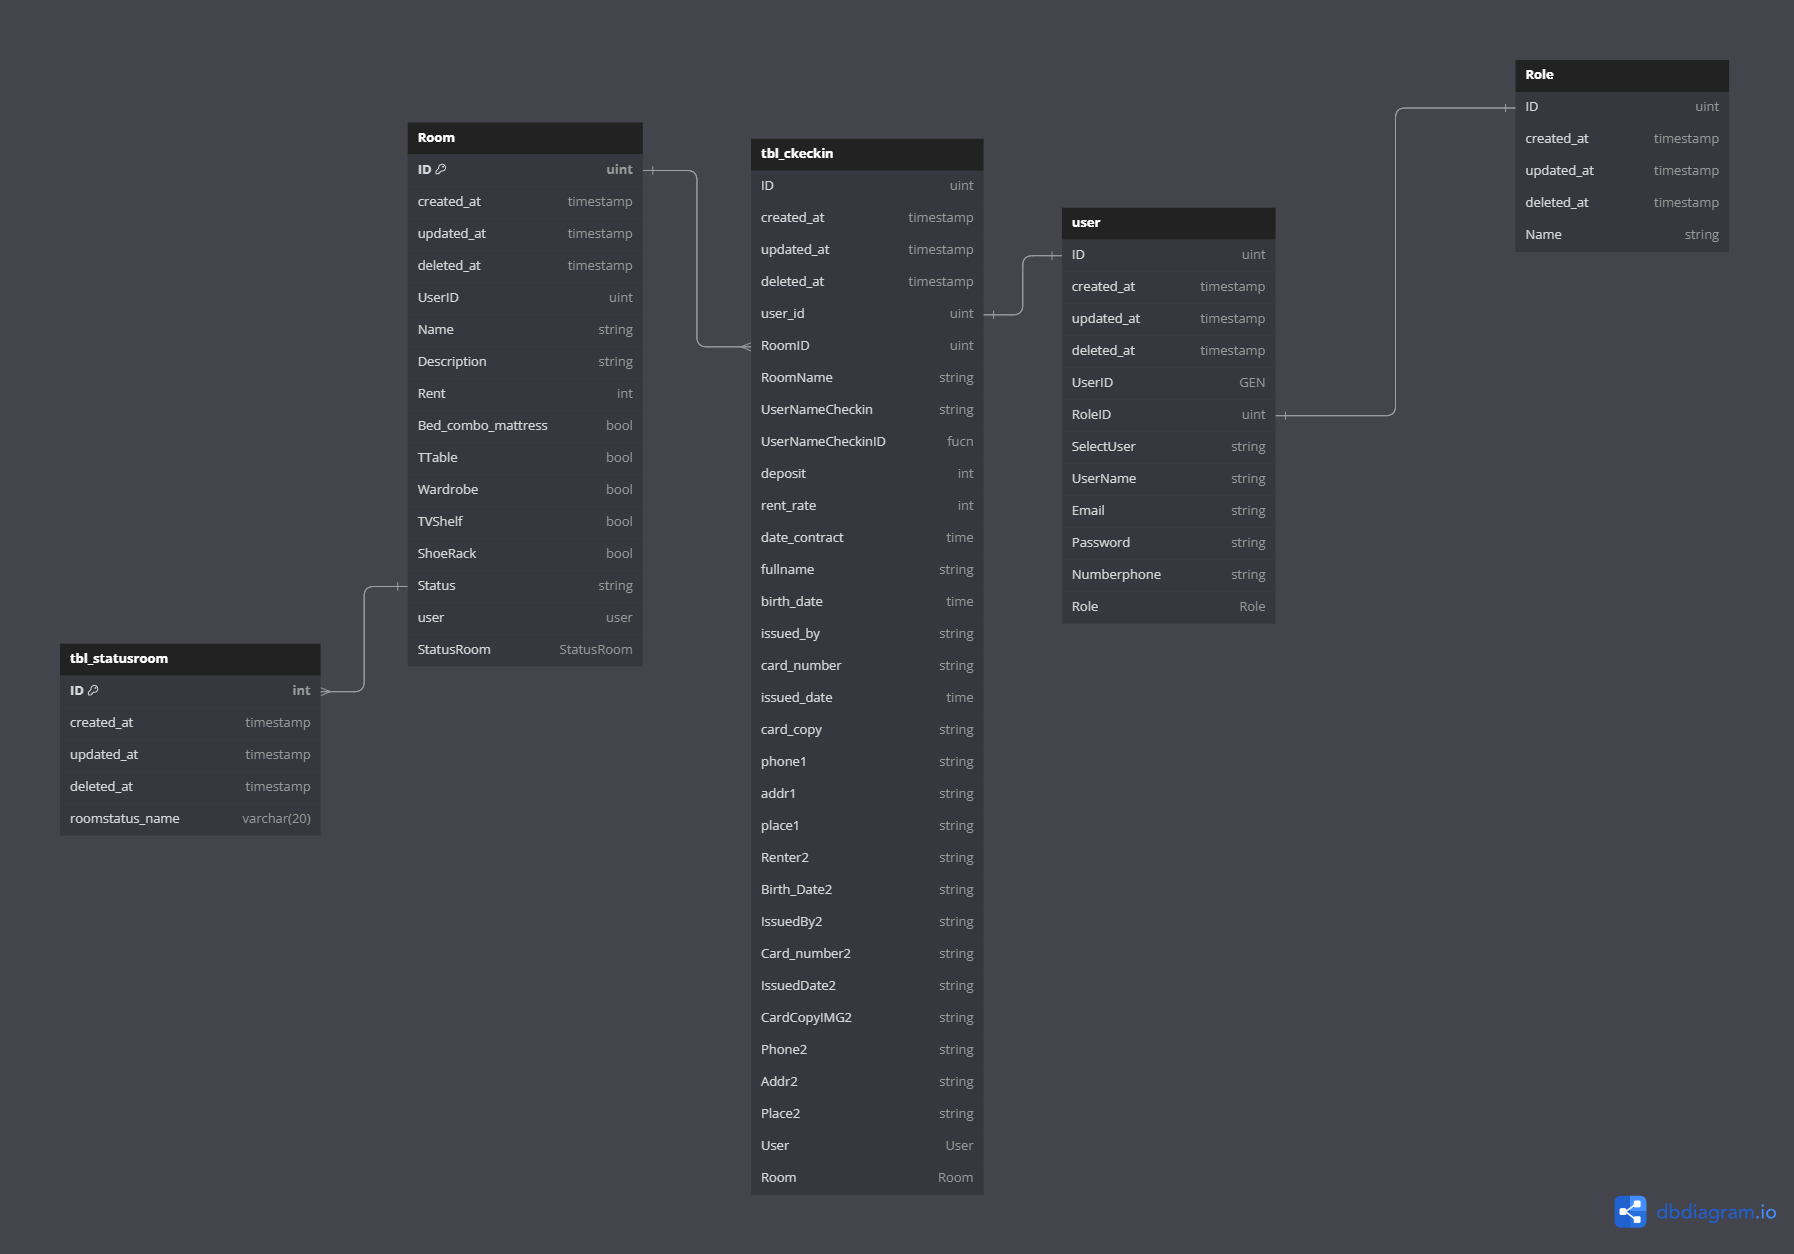 Role
ID uint
created_at timestamp
updated_at timestamp
deleted_at timestamp
Name string
Room
ID uint
created_at timestamp
updated_at timestamp
deleted_at timestamp
UserID uint
Name string
Description string
Rent int
Bed_combo_mattress bool
TTable bool
Wardrobe bool
TVShelf bool
ShoeRack bool
Status string
user user
StatusRoom StatusRoom
tbl_ckeckin
ID uint
created_at timestamp
updated_at timestamp
deleted_at timestamp
user_id uint
RoomID uint
RoomName string
UserNameCheckin string
UserNameCheckinID fucn
deposit int
rent_rate int
date_contract time
fullname string
birth_date time
issued_by string
card_number string
issued_date time
card_copy string
phone1 string
addr1 string
place1 string
Renter2 string
Birth_Date2 string
IssuedBy2 string
Card_number2 string
IssuedDate2 string
CardCopyIMG2 string
Phone2 string
Addr2 string
Place2 string
User User
Room Room
user
ID uint
created_at timestamp
updated_at timestamp
deleted_at timestamp
UserID GEN
RoleID uint
SelectUser string
UserName string
Email string
Password string
Numberphone string
Role Role
tbl_statusroom
ID int
created_at timestamp
updated_at timestamp
deleted_at timestamp
roomstatus_name varchar(20)
dbdiagram.io